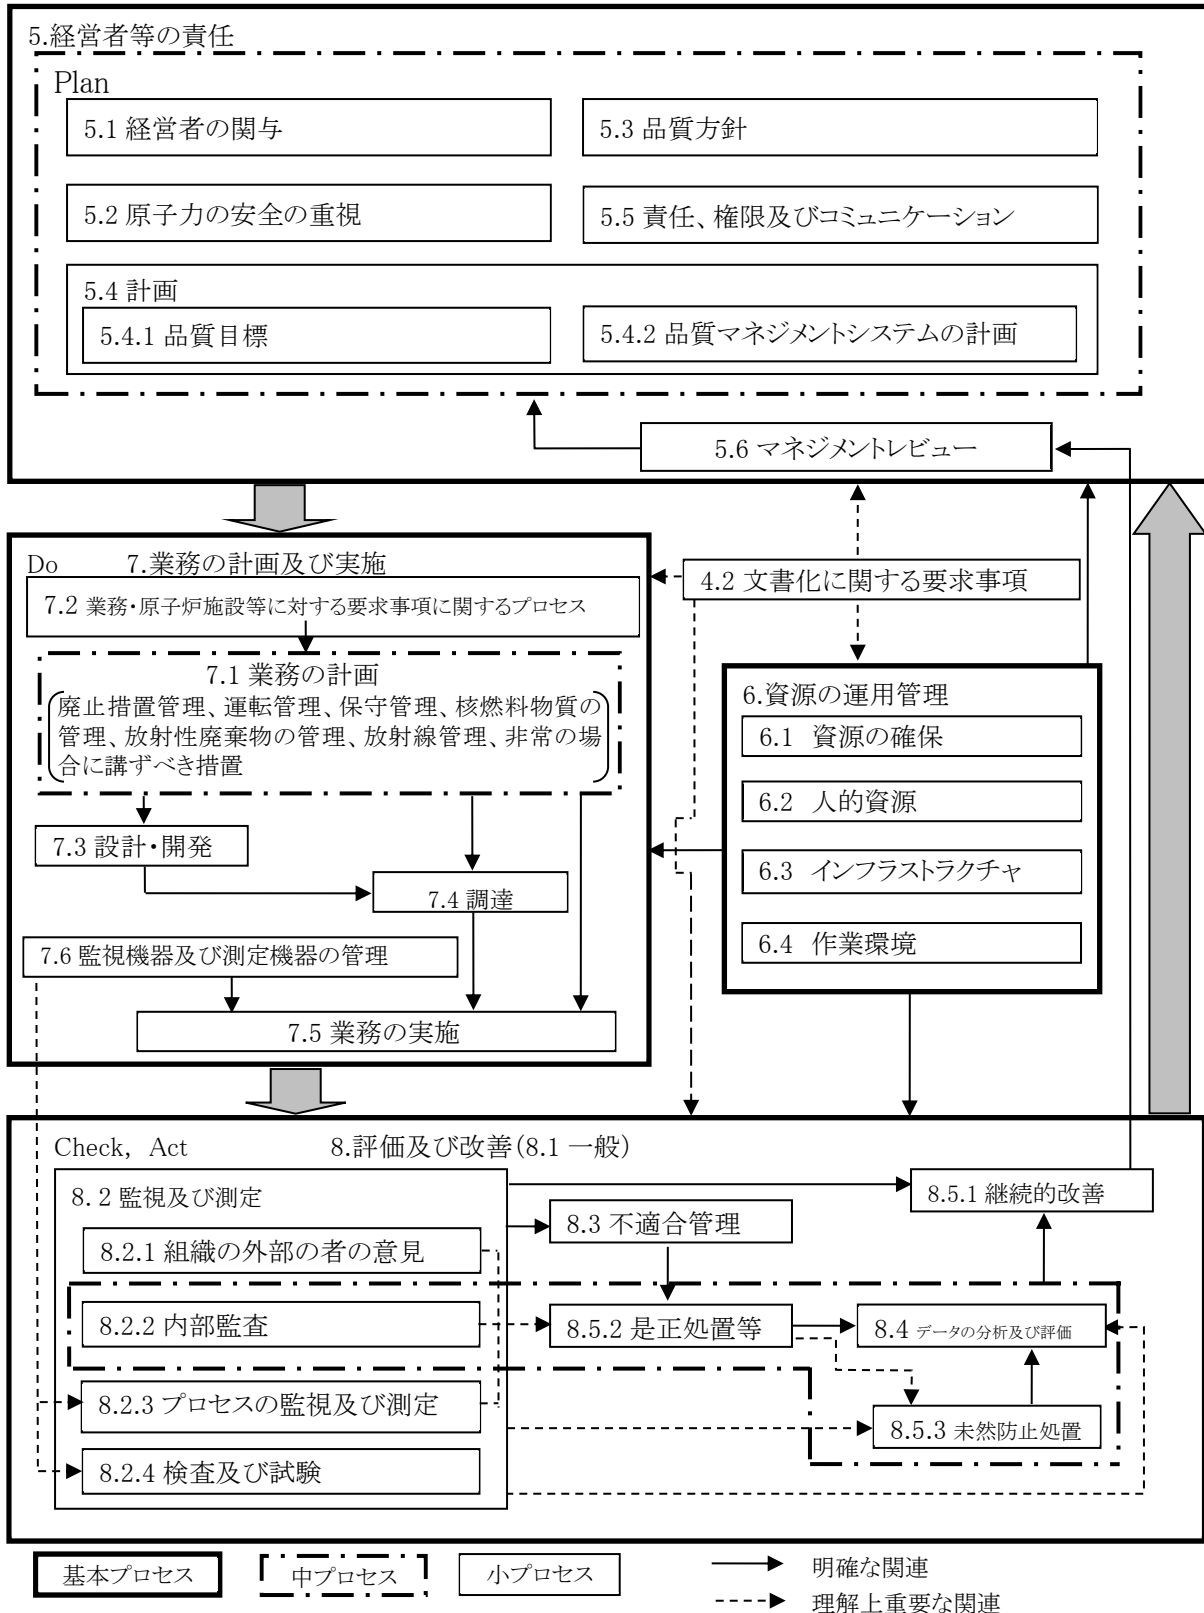 5.経営者等の責任
Plan
5.1 経営者の関与
5.3 品質方針
5.2 原子力の安全の重視
5.5 責任、権限及びコミュニケーション
5.4 計画
5.4.1 品質目標
5.4.2 品質マネジメントシステムの計画
5.6 マネジメントレビュー
Do 7.業務の計画及び実施
7.2 業務・原子炉施設等に対する要求事項に関するプロセス
4.2 文書化に関する要求事項
7.1 業務の計画
廃止措置管理、運転管理、保守管理、核燃料物質の
管理、放射性廃棄物の管理、放射線管理、非常の場
合に講ずべき措置
7.3 設計・開発
7.4 調達
7.6 監視機器及び測定機器の管理
7.5 業務の実施
6.資源の運用管理
6.1 資源の確保
6.2 人的資源
6.3 インフラストラクチャ
6.4 作業環境
Check, Act 8.評価及び改善(8.1 一般)
8.2 監視及び測定
8.5.1 継続的改善
8.3 不適合管理
8.2.1 組織の外部の者の意見
8.2.2 内部監査
8.5.2 是正処置等
8.4 データの分析及び評価
8.2.3 プロセスの監視及び測定
8.5.3 未然防止処置
8.2.4 検査及び試験
基本プロセス
中プロセス
小プロセス
明確な関連
理解上重要な関連